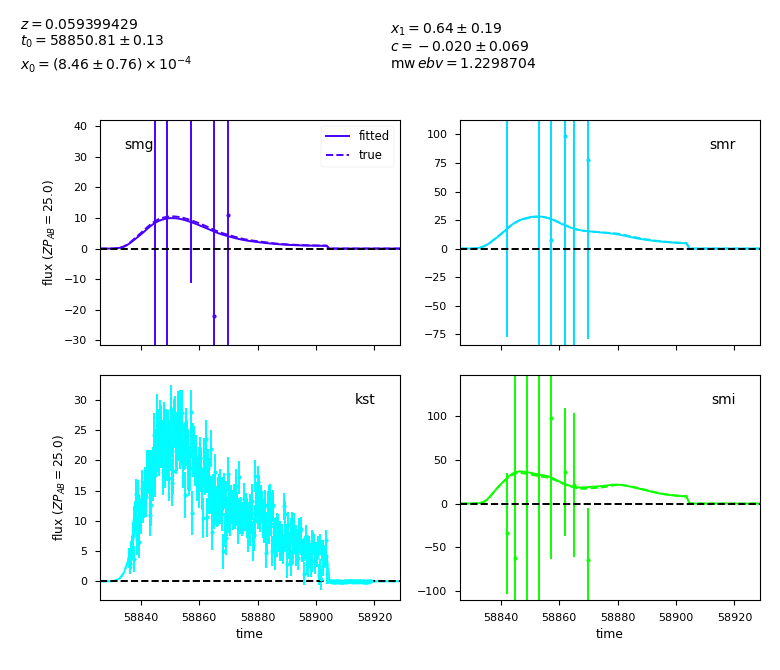 z = 0.059399429
t₀ = 58850.81 ± 0.13
x₀ = (8.46 ± 0.76) × 10⁻⁴
x₁ = 0.64 ± 0.19
c = −0.020 ± 0.069
mw ebv = 1.2298704
smg
fitted
true
40
30
20
10
0
−10
−20
−30
flux (ZP_AB = 25.0)
smr
100
75
50
25
0
−25
−50
−75
kst
30
25
20
15
10
5
0
flux (ZP_AB = 25.0)
58840 58860 58880 58900 58920
time
smi
100
50
0
−50
−100
58840 58860 58880 58900 58920
time